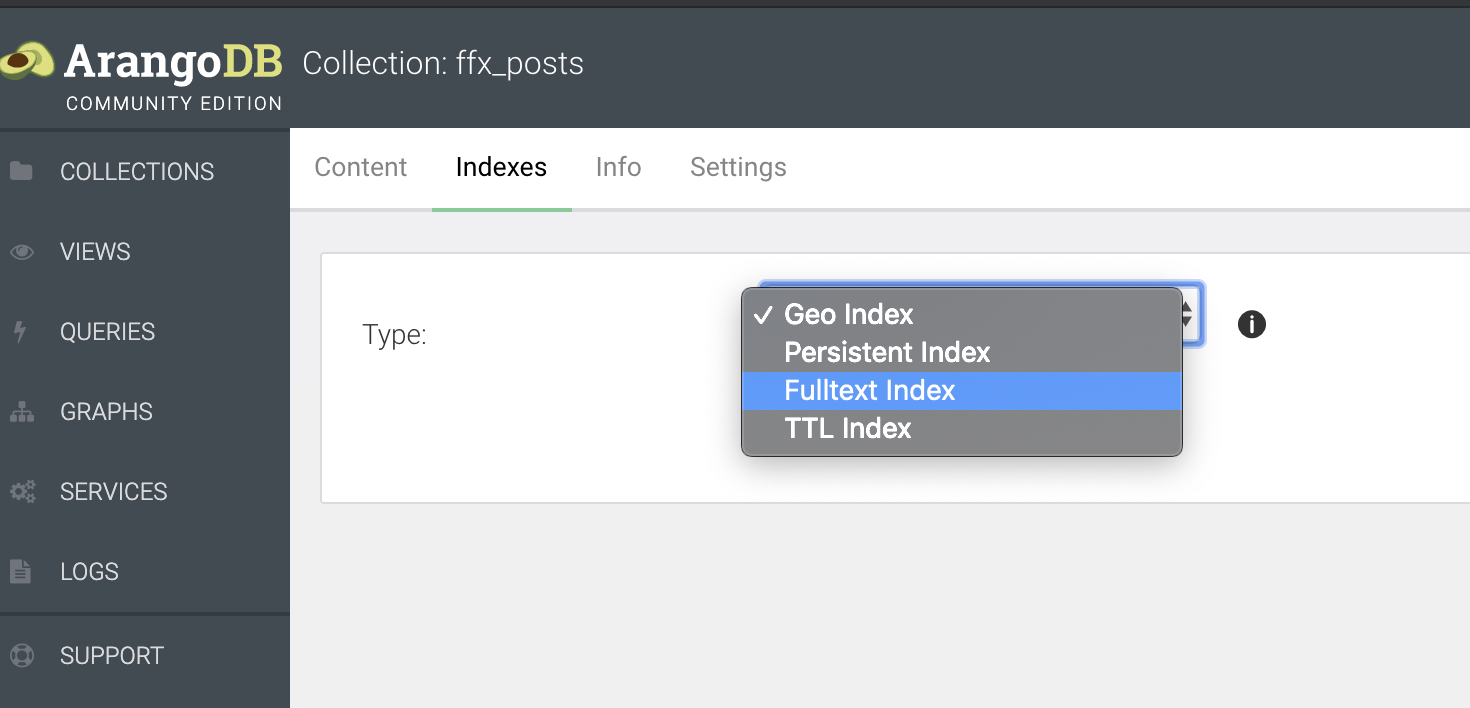 ArangoDB Collection: ffx_posts
COMMUNITY EDITION
COLLECTIONS
VIEWS
QUERIES
GRAPHS
SERVICES
LOGS
SUPPORT
Content Indexes Info Settings
Type:
✓ Geo Index
Persistent Index
Fulltext Index
TTL Index